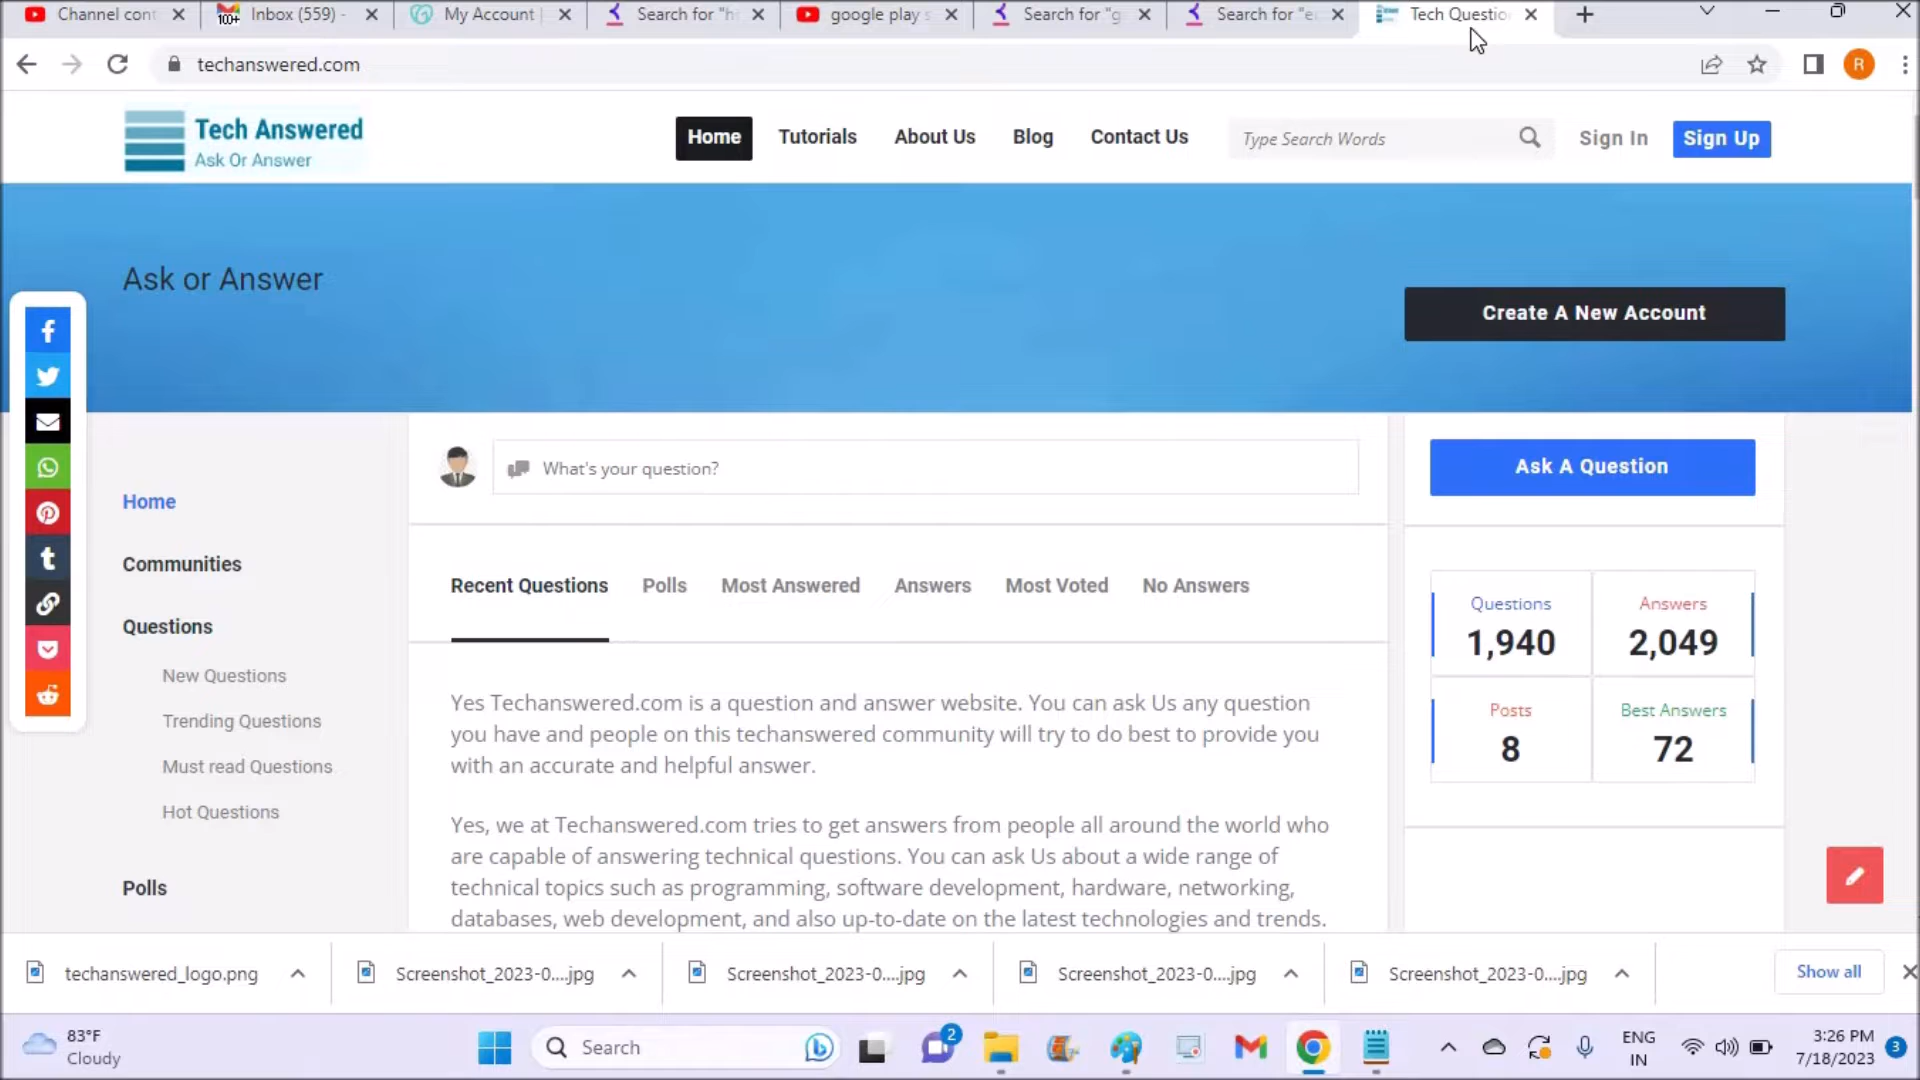 Channel cont
100+
Inbox (559) -
My Account |
Search for "h
google play s
Search for "g
Search for "e
Tech Questio
techanswered.com
R
Tech Answered
Ask Or Answer
Home
Tutorials
About Us
Blog
Contact Us
Type Search Words
Sign In
Sign Up
Ask or Answer
Create A New Account
What's your question?
Ask A Question
Home
Communities
Questions
New Questions
Trending Questions
Must read Questions
Hot Questions
Polls
Recent Questions
Polls
Most Answered
Answers
Most Voted
No Answers
Questions
1,940
Answers
2,049
Posts
8
Best Answers
72
Yes Techanswered.com is a question and answer website. You can ask Us any question
you have and people on this techanswered community will try to do best to provide you
with an accurate and helpful answer.
Yes, we at Techanswered.com tries to get answers from people all around the world who
are capable of answering technical questions. You can ask Us about a wide range of
technical topics such as programming, software development, hardware, networking,
databases, web development, and also up-to-date on the latest technologies and trends.
techanswered_logo.png
Screenshot_2023-0....jpg
Screenshot_2023-0....jpg
Screenshot_2023-0....jpg
Screenshot_2023-0....jpg
Show all
83°F
Cloudy
Search
2
ENG
IN
3:26 PM
7/18/2023
3